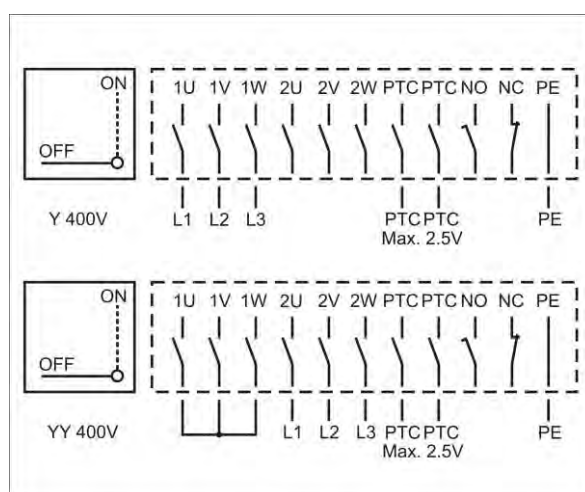 ON 1U 1V 1W 2U 2V 2W PTC PTC NO NC PE
OFF
Y 400V L1 L2 L3 PTC PTC PE
Max. 2.5V
ON 1U 1V 1W 2U 2V 2W PTC PTC NO NC PE
OFF
YY 400V L1 L2 L3 PTC PTC PE
Max. 2.5V